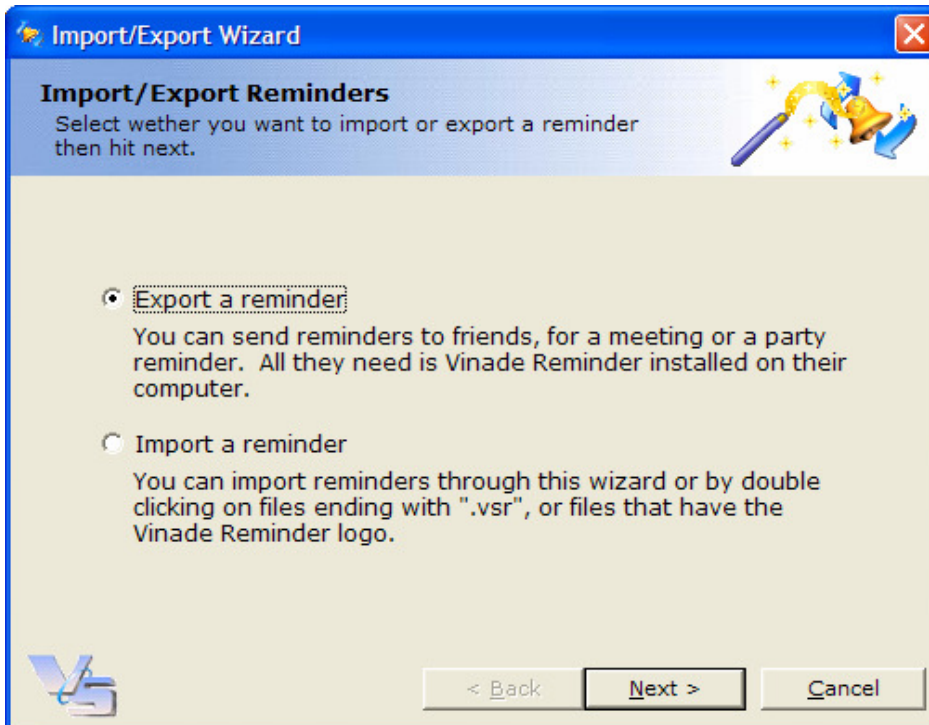 Import/Export Wizard
Import/Export Reminders
Select wether you want to import or export a reminder
then hit next.
Export a reminder
You can send reminders to friends, for a meeting or a party
reminder.  All they need is Vinade Reminder installed on their
computer.
Import a reminder
You can import reminders through this wizard or by double
clicking on files ending with ".vsr", or files that have the
Vinade Reminder logo.
VS
< Back
Next >
Cancel